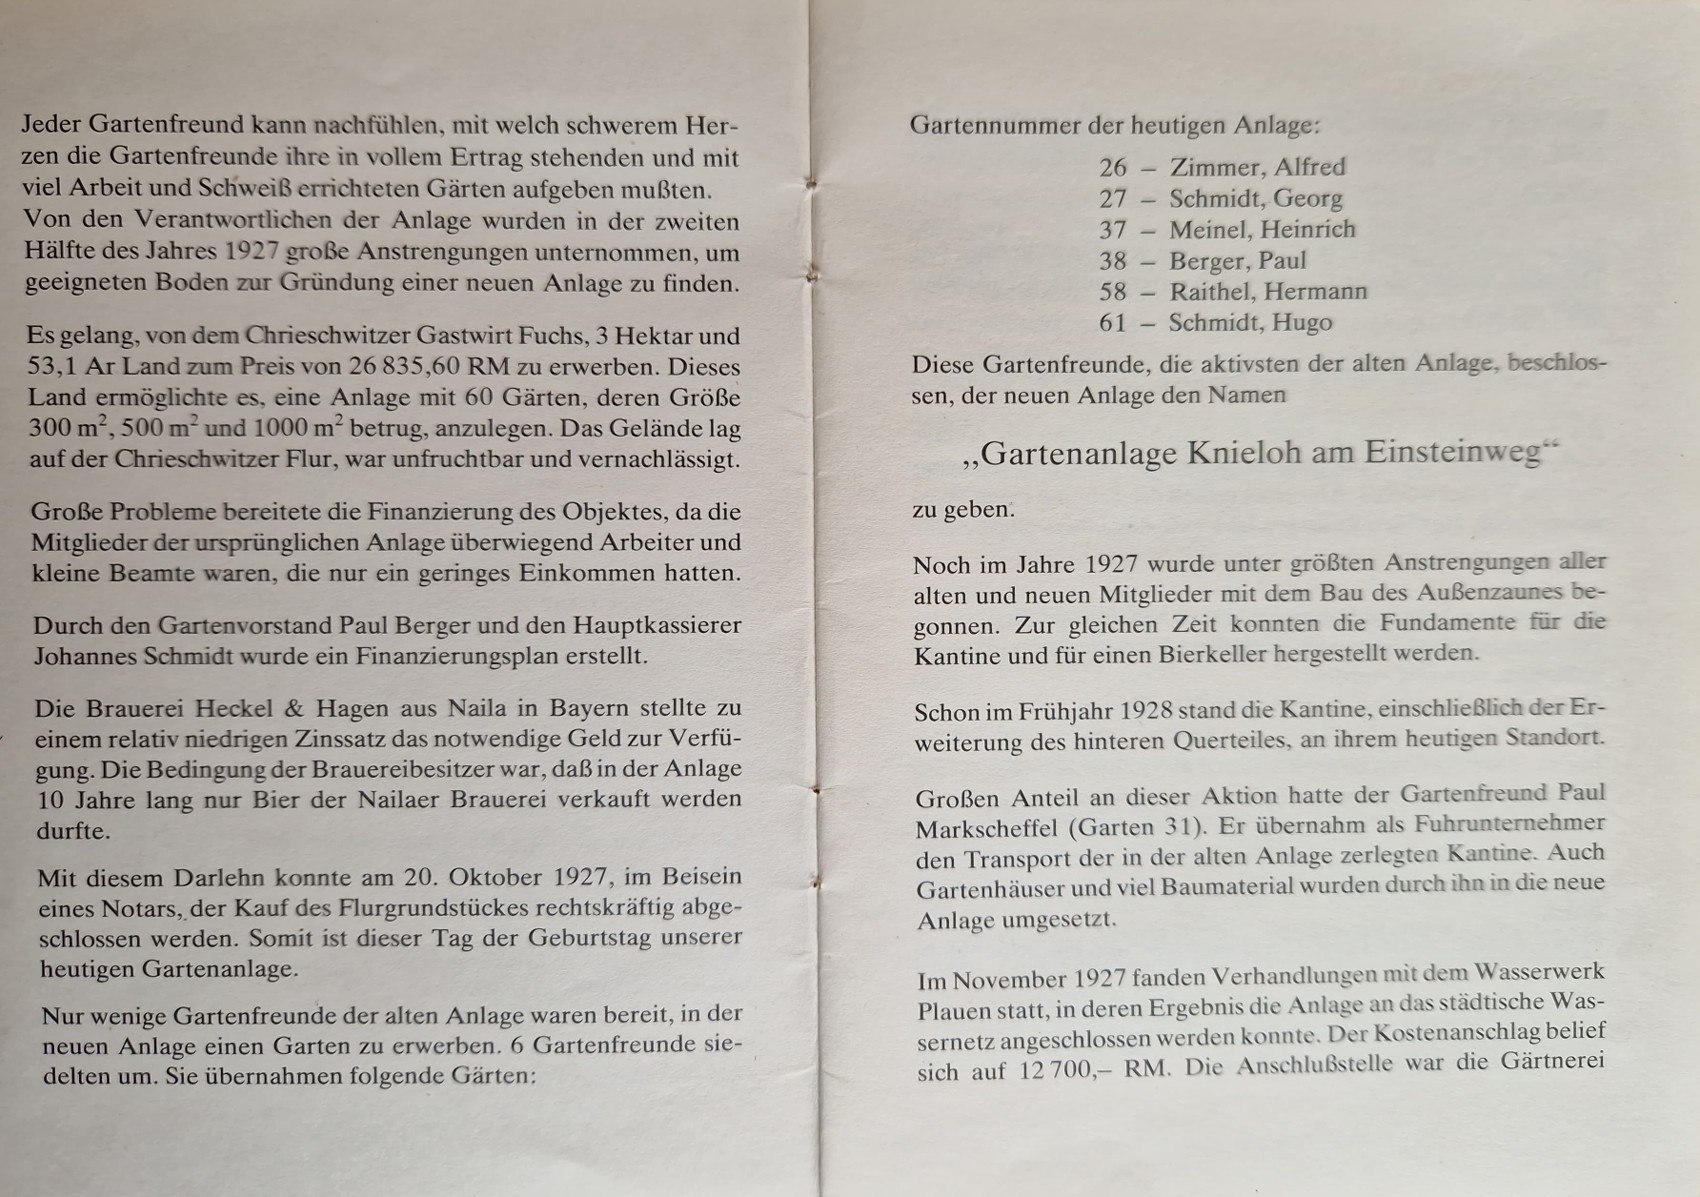 Jeder Gartenfreund kann nachfühlen, mit welch schwerem Her-
zen die Gartenfreunde ihre in vollem Ertrag stehenden und mit
viel Arbeit und Schweiß errichteten Gärten aufgeben mußten.
Von den Verantwortlichen der Anlage wurden in der zweiten
Hälfte des Jahres 1927 große Anstrengungen unternommen, um
geeigneten Boden zur Gründung einer neuen Anlage zu finden.
Es gelang, von dem Chrieschwitzer Gastwirt Fuchs, 3 Hektar und
53,1 Ar Land zum Preis von 26 835,60 RM zu erwerben. Dieses
Land ermöglichte es, eine Anlage mit 60 Gärten, deren Größe
300 m², 500 m² und 1000 m² betrug, anzulegen. Das Gelände lag
auf der Chrieschwitzer Flur, war unfruchtbar und vernachlässigt.
Große Probleme bereitete die Finanzierung des Objektes, da die
Mitglieder der ursprünglichen Anlage überwiegend Arbeiter und
kleine Beamte waren, die nur ein geringes Einkommen hatten.
Durch den Gartenvorstand Paul Berger und den Hauptkassierer
Johannes Schmidt wurde ein Finanzierungsplan erstellt.
Die Brauerei Heckel & Hagen aus Naila in Bayern stellte zu
einem relativ niedrigen Zinssatz das notwendige Geld zur Verfü-
gung. Die Bedingung der Brauereibesitzer war, daß in der Anlage
10 Jahre lang nur Bier der Nailaer Brauerei verkauft werden
durfte.
Mit diesem Darlehn konnte am 20. Oktober 1927, im Beisein
eines Notars, der Kauf des Flurgrundstückes rechtskräftig abge-
schlossen werden. Somit ist dieser Tag der Geburtstag unserer
heutigen Gartenanlage.
Nur wenige Gartenfreunde der alten Anlage waren bereit, in der
neuen Anlage einen Garten zu erwerben. 6 Gartenfreunde sie-
delten um. Sie übernahmen folgende Gärten:
Gartennummer der heutigen Anlage:
26 – Zimmer, Alfred
27 – Schmidt, Georg
37 – Meinel, Heinrich
38 – Berger, Paul
58 – Raithel, Hermann
61 – Schmidt, Hugo
Diese Gartenfreunde, die aktivsten der alten Anlage, beschlos-
sen, der neuen Anlage den Namen
„Gartenanlage Knieloh am Einsteinweg“
zu geben.
Noch im Jahre 1927 wurde unter größten Anstrengungen aller
alten und neuen Mitglieder mit dem Bau des Außenzaunes be-
gonnen. Zur gleichen Zeit konnten die Fundamente für die
Kantine und für einen Bierkeller hergestellt werden.
Schon im Frühjahr 1928 stand die Kantine, einschließlich der Er-
weiterung des hinteren Querteiles, an ihrem heutigen Standort.
Großen Anteil an dieser Aktion hatte der Gartenfreund Paul
Markscheffel (Garten 31). Er übernahm als Fuhrunternehmer
den Transport der in der alten Anlage zerlegten Kantine. Auch
Gartenhäuser und viel Baumaterial wurden durch ihn in die neue
Anlage umgesetzt.
Im November 1927 fanden Verhandlungen mit dem Wasserwerk
Plauen statt, in deren Ergebnis die Anlage an das städtische Was-
sernetz angeschlossen werden konnte. Der Kostenanschlag belief
sich auf 12 700,– RM. Die Anschlußstelle war die Gärtnerei